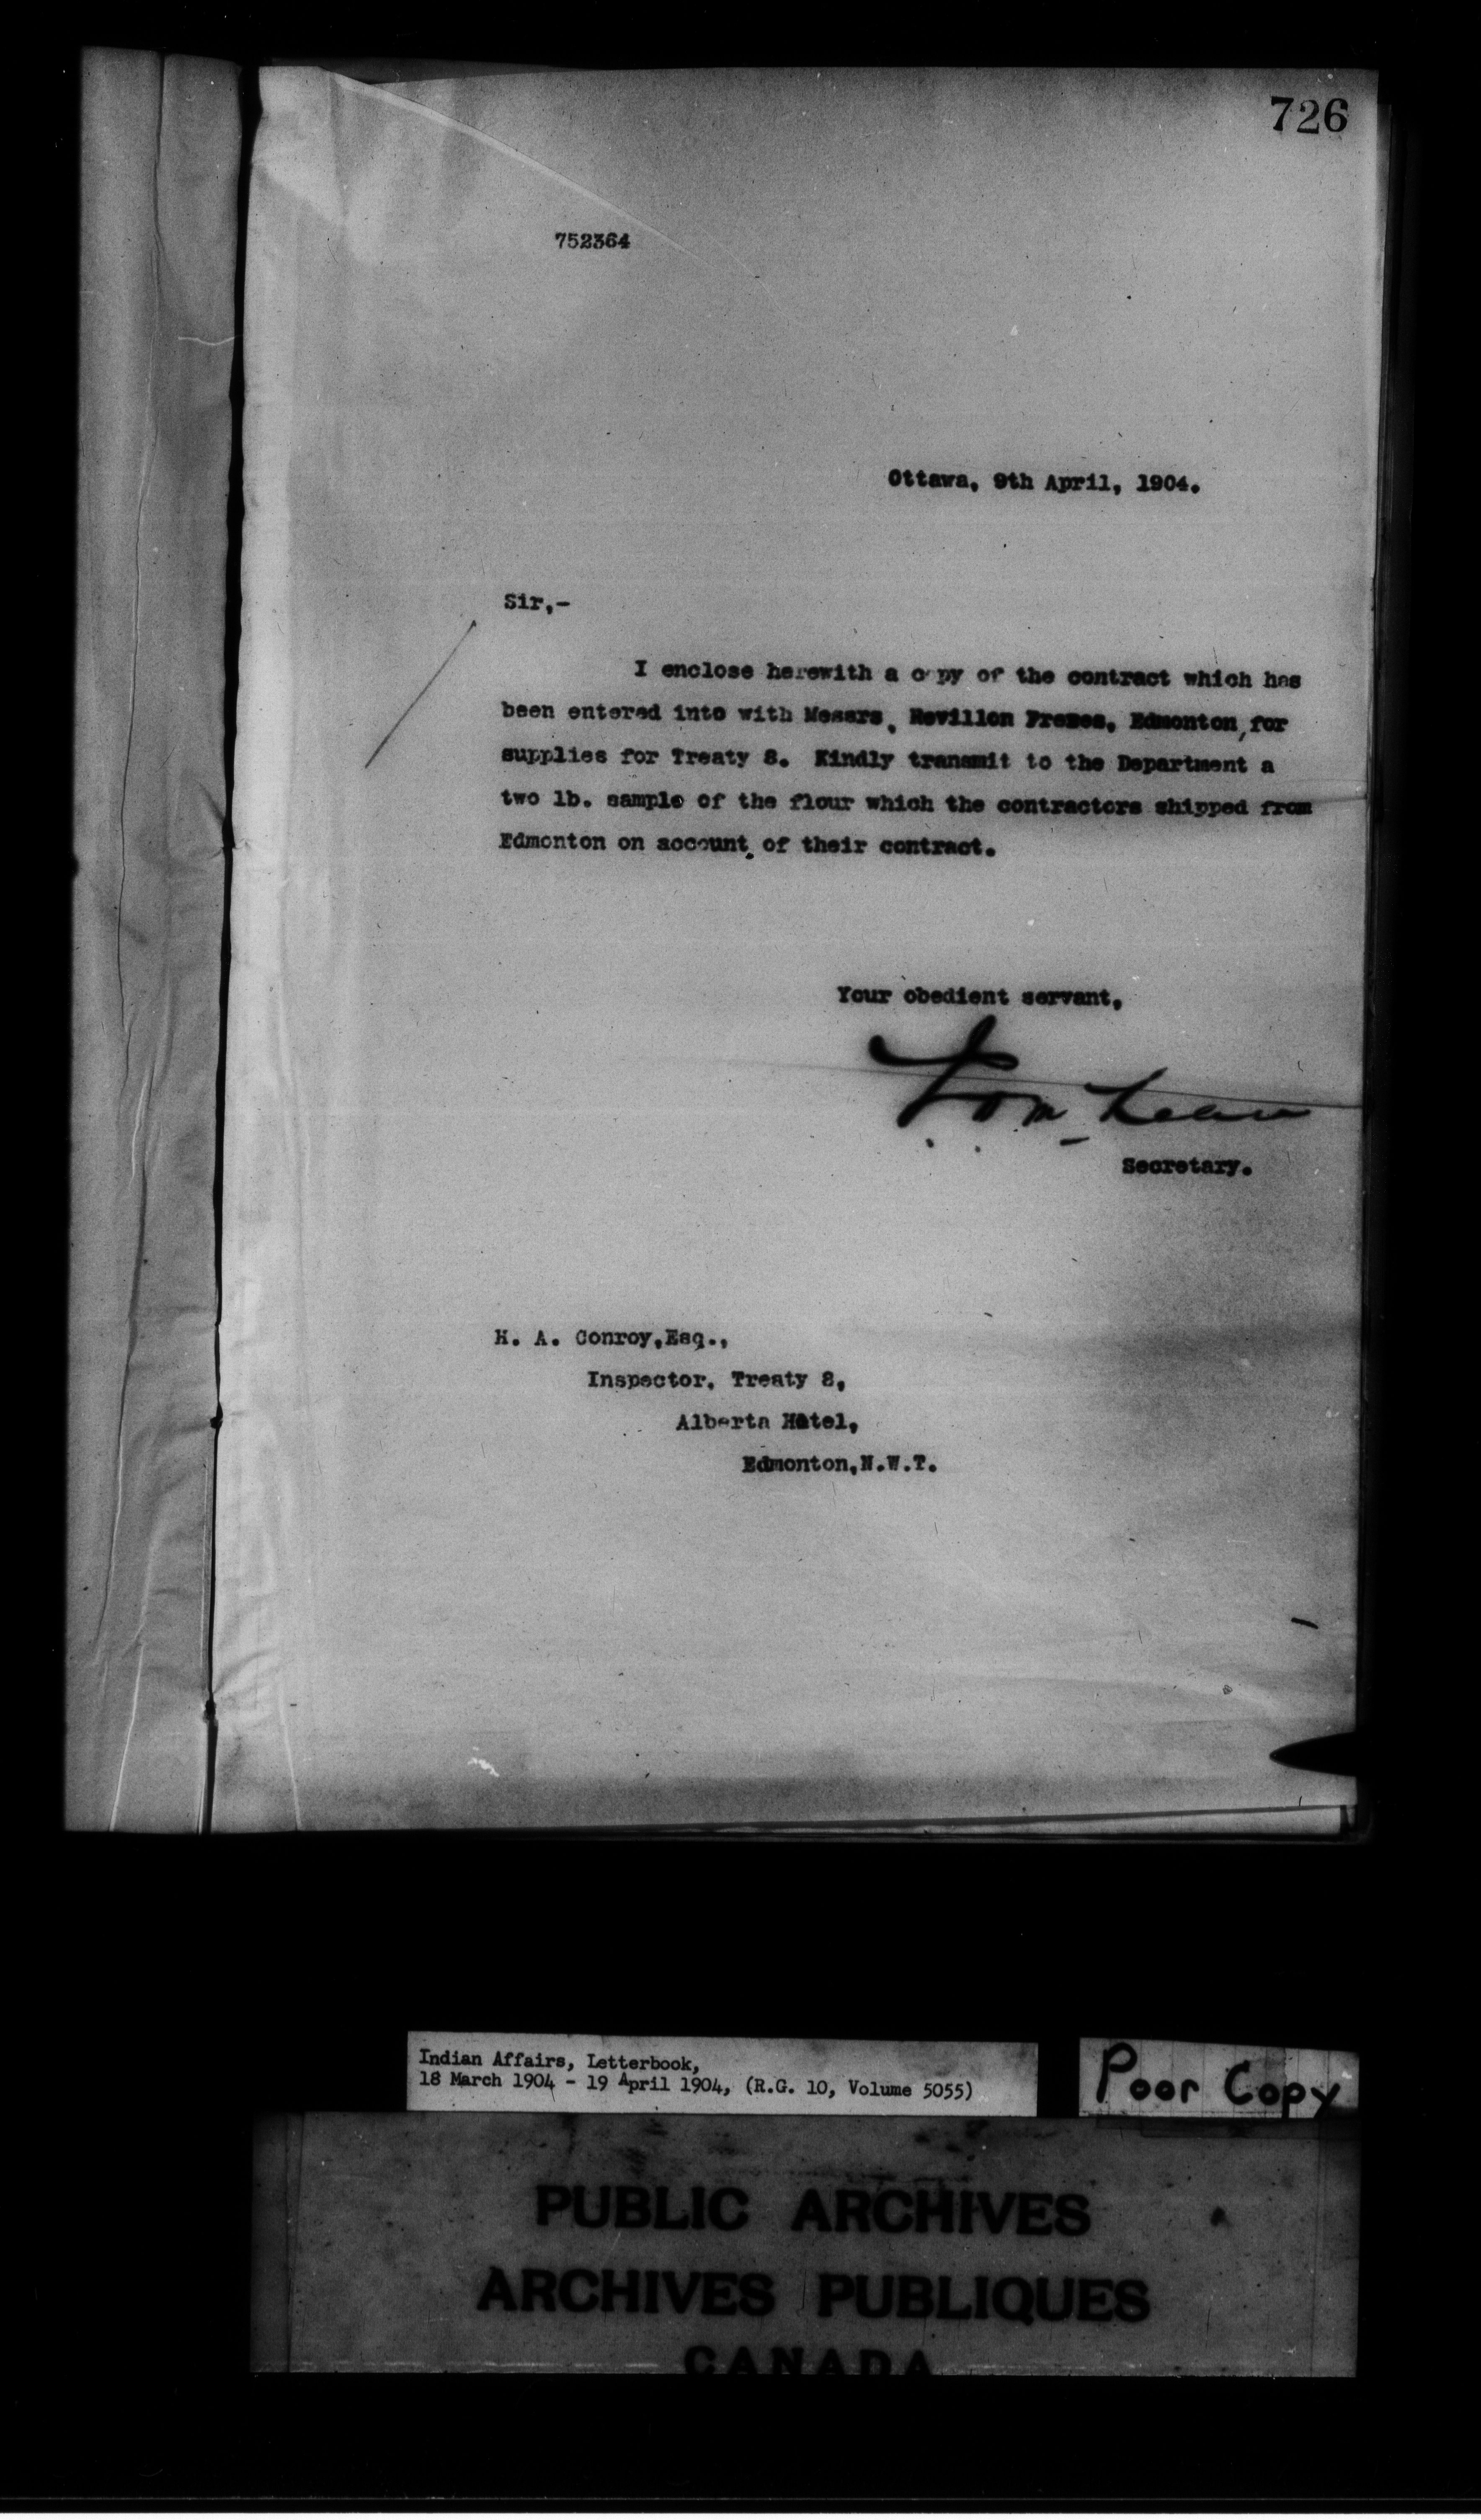 726
752364
Ottawa, 9th April, 1904.
Sir,-
I enclose herewith a copy of the contract which has
been entered into with Messrs. Revillon Freres, Edmonton, for
supplies for Treaty 8. Kindly transmit to the Department a
two lb. sample of the flour which the contractors shipped from
Edmonton on account of their contract.
Your obedient servant,
Secretary.
H. A. Conroy, Esq.,
Inspector, Treaty 8,
Alberta Hotel,
Edmonton, N.W.T.
Indian Affairs, Letterbook,
18 March 1904 - 19 April 1904, (R.G. 10, Volume 5055)
Poor Copy
PUBLIC ARCHIVES
ARCHIVES PUBLIQUES
CANADA